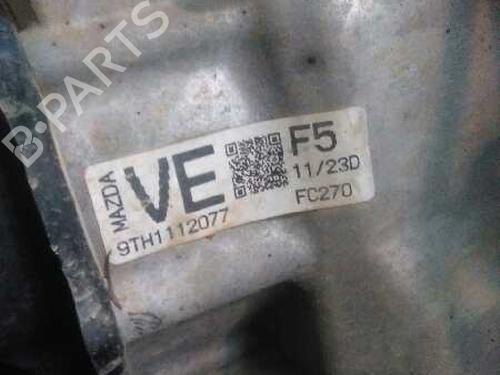 B-PARTS
MAZDA
VE
F5
11/23D
FC270
9TH1112077